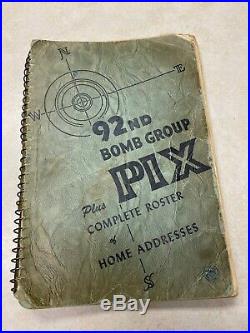 N
E
W
92ND
BOMB GROUP
Plus PIX
COMPLETE ROSTER
of
HOME ADDRESSES
S